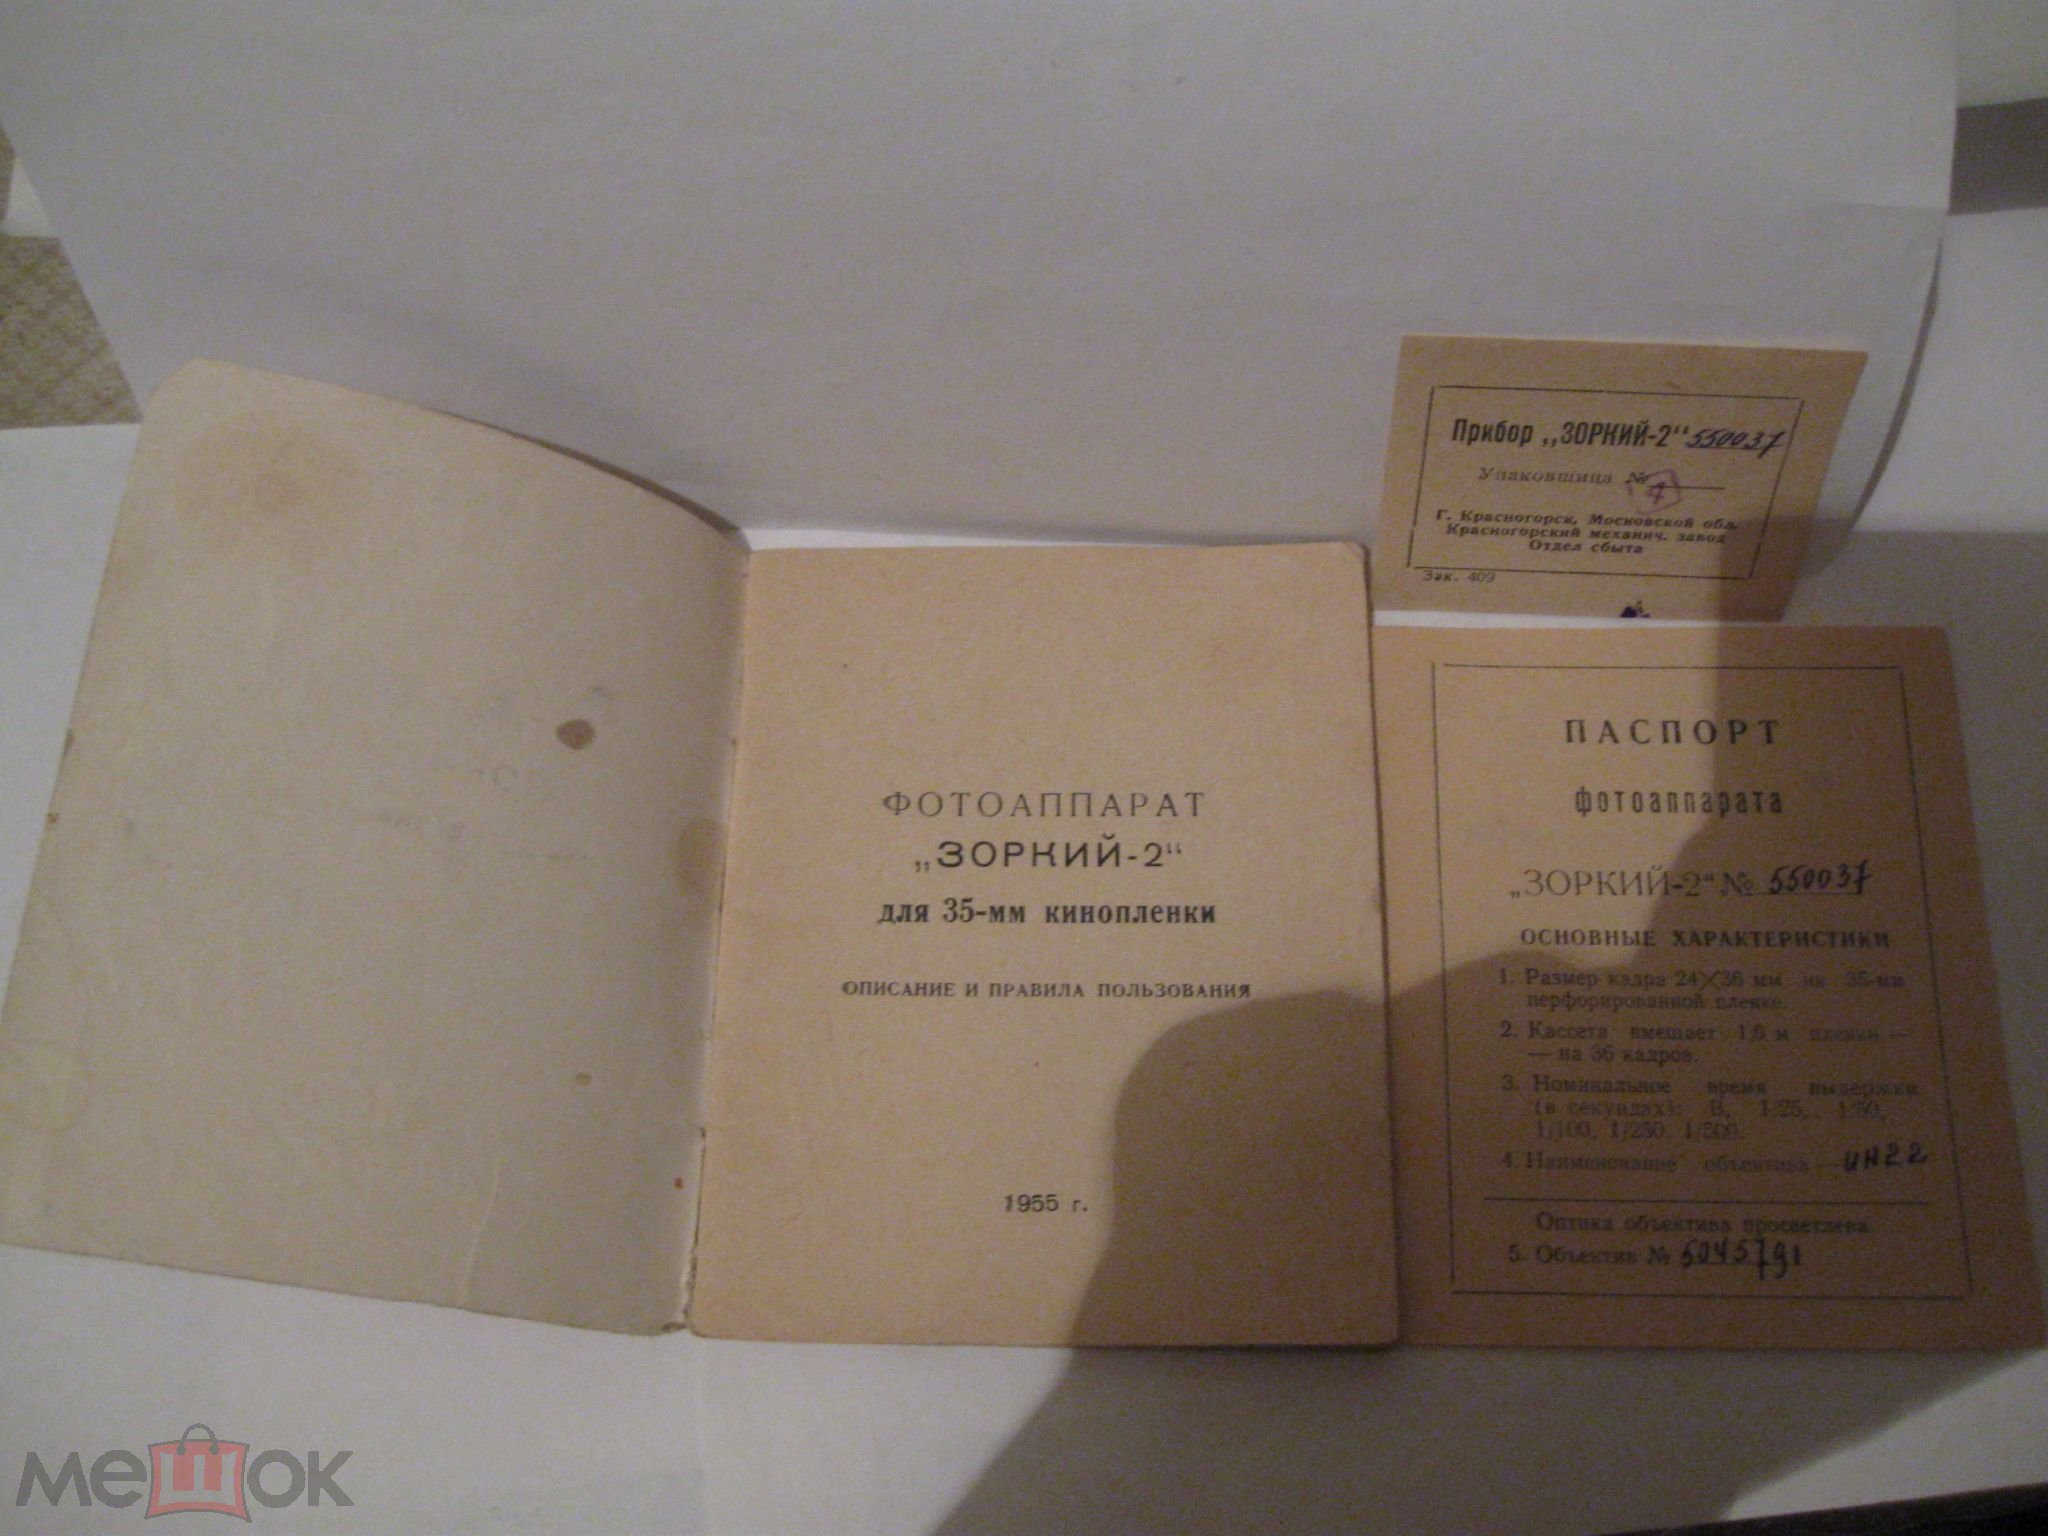 ФОТОАППАРАТ
„ЗОРКИЙ-2“
для 35-мм кинопленки
ОПИСАНИЕ И ПРАВИЛА ПОЛЬЗОВАНИЯ
1955 г.
Прибор „ЗОРКИЙ-2“ 550037
Упаковщица №
Г. Красногорск, Московской обл.
Красногорский механич. завод
Отдел сбыта
Зак. 409
ПАСПОРТ
фотоаппарата
„ЗОРКИЙ-2“ № 550037
ОСНОВНЫЕ ХАРАКТЕРИСТИКИ
1. Размер кадра 24×36 мм на 35-мм
перфорированной пленке.
2. Кассета вмещает 1,6 м пленки —
— на 36 кадров.
3. Номинальное время выдержки
(в секундах): В, 1/25, 1/50,
1/100, 1/250, 1/500.
4. Наименование объектива — ИН22
Оптика объектива просветлена
5. Объектив № 5045791
мешок